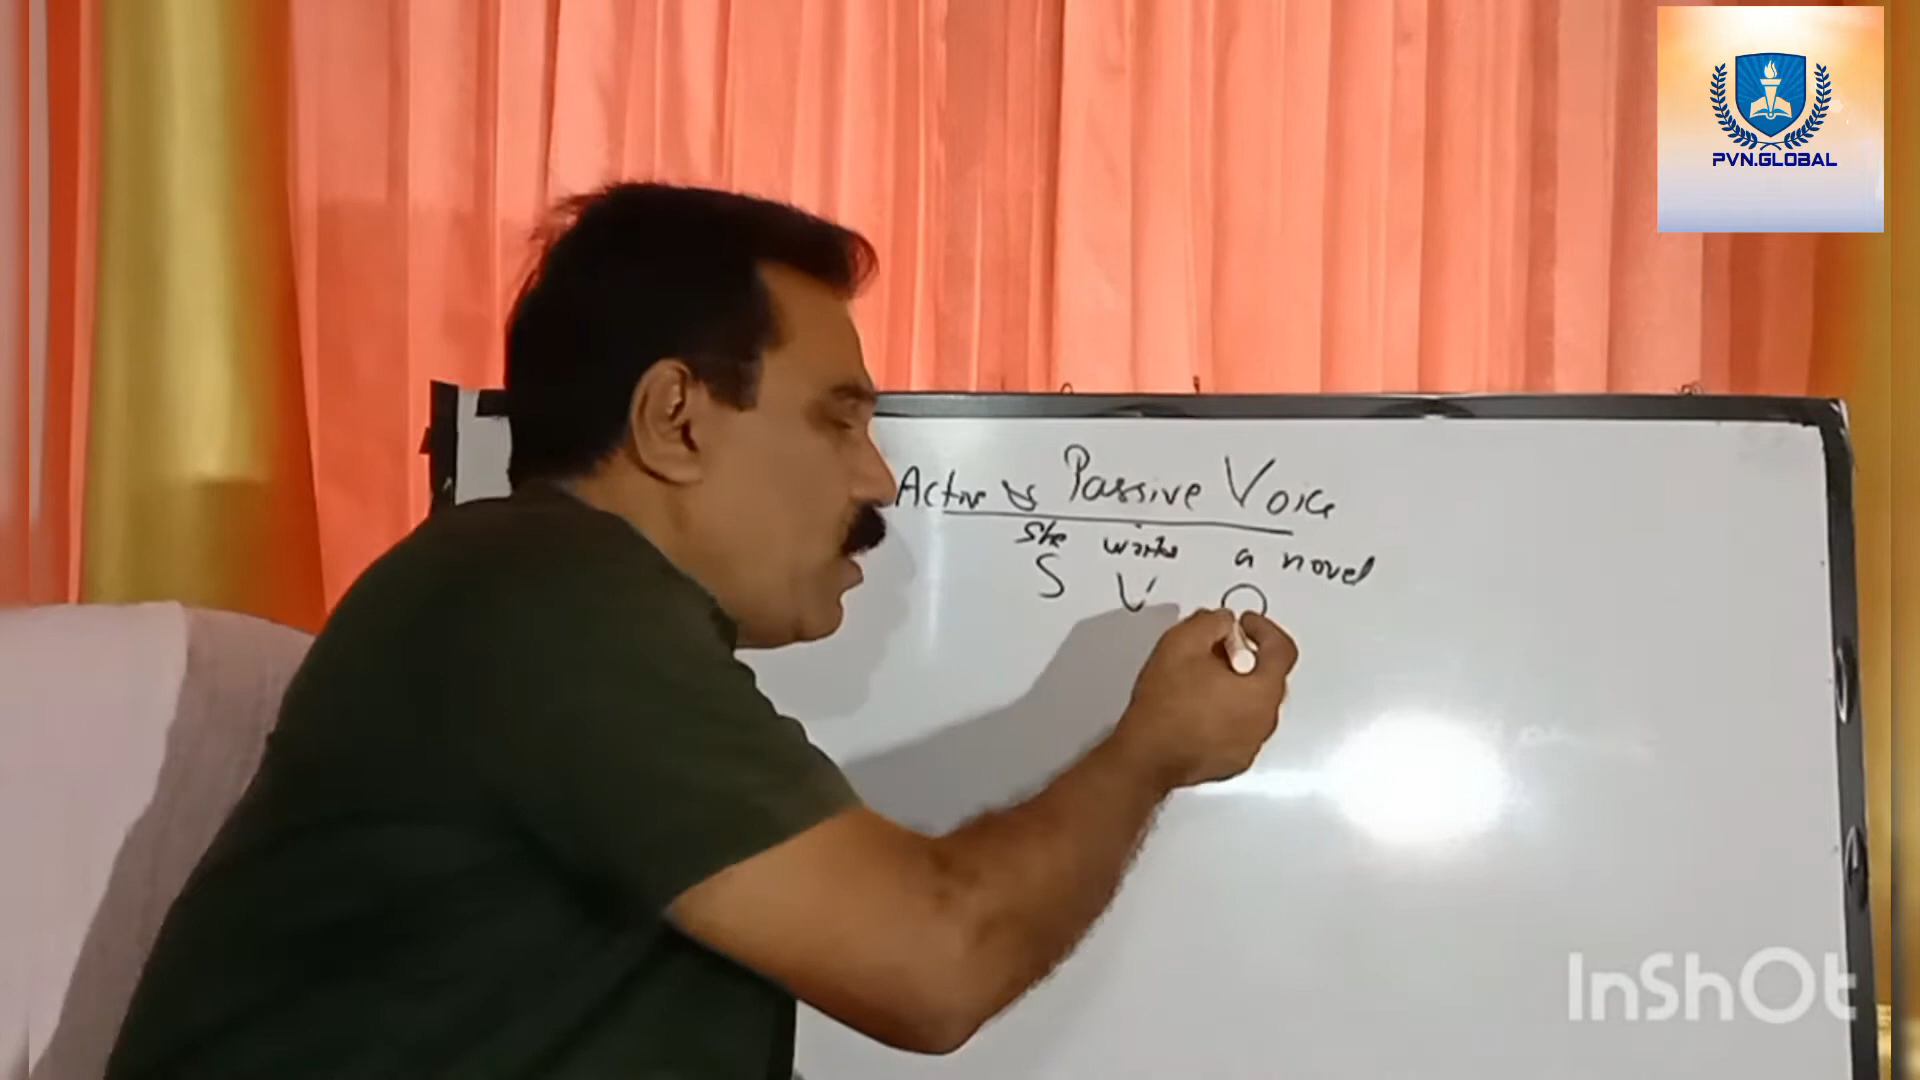 PVN.GLOBAL
Active Vs Passive Voice
She writes a novel
S V O
InShOt